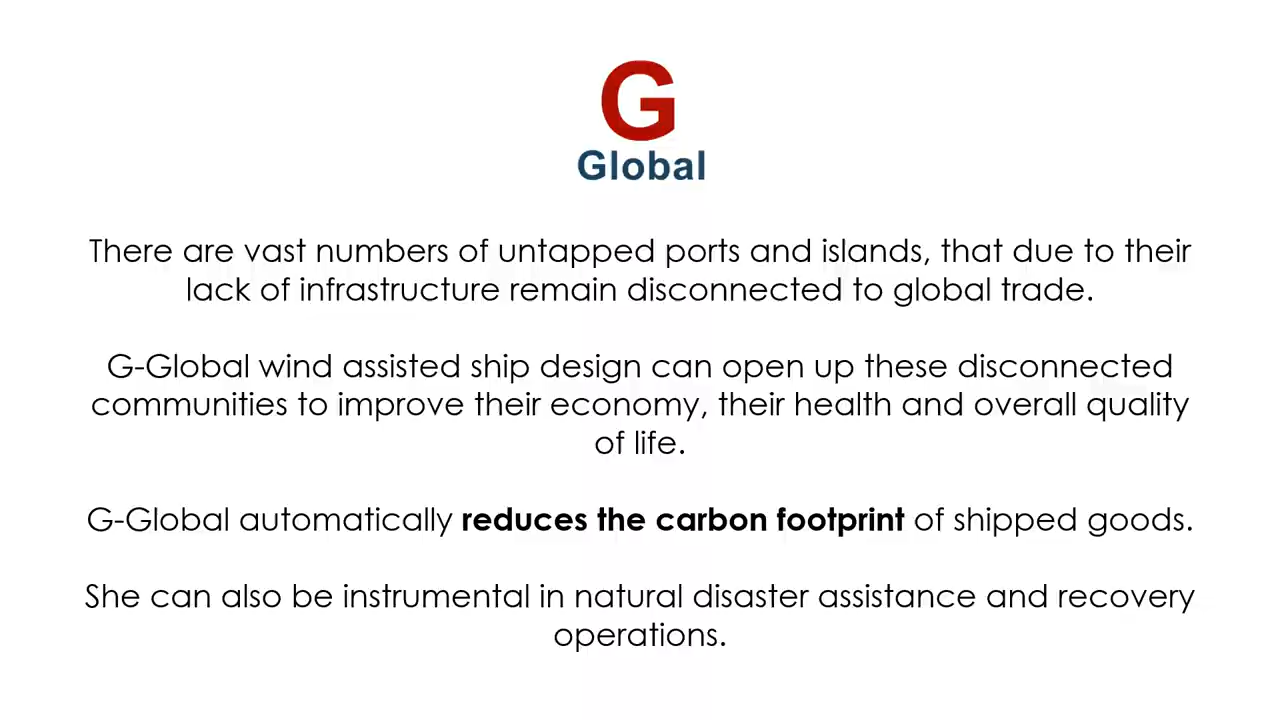 G
Global
There are vast numbers of untapped ports and islands, that due to their
lack of infrastructure remain disconnected to global trade.
G-Global wind assisted ship design can open up these disconnected
communities to improve their economy, their health and overall quality
of life.
G-Global automatically reduces the carbon footprint of shipped goods.
She can also be instrumental in natural disaster assistance and recovery
operations.